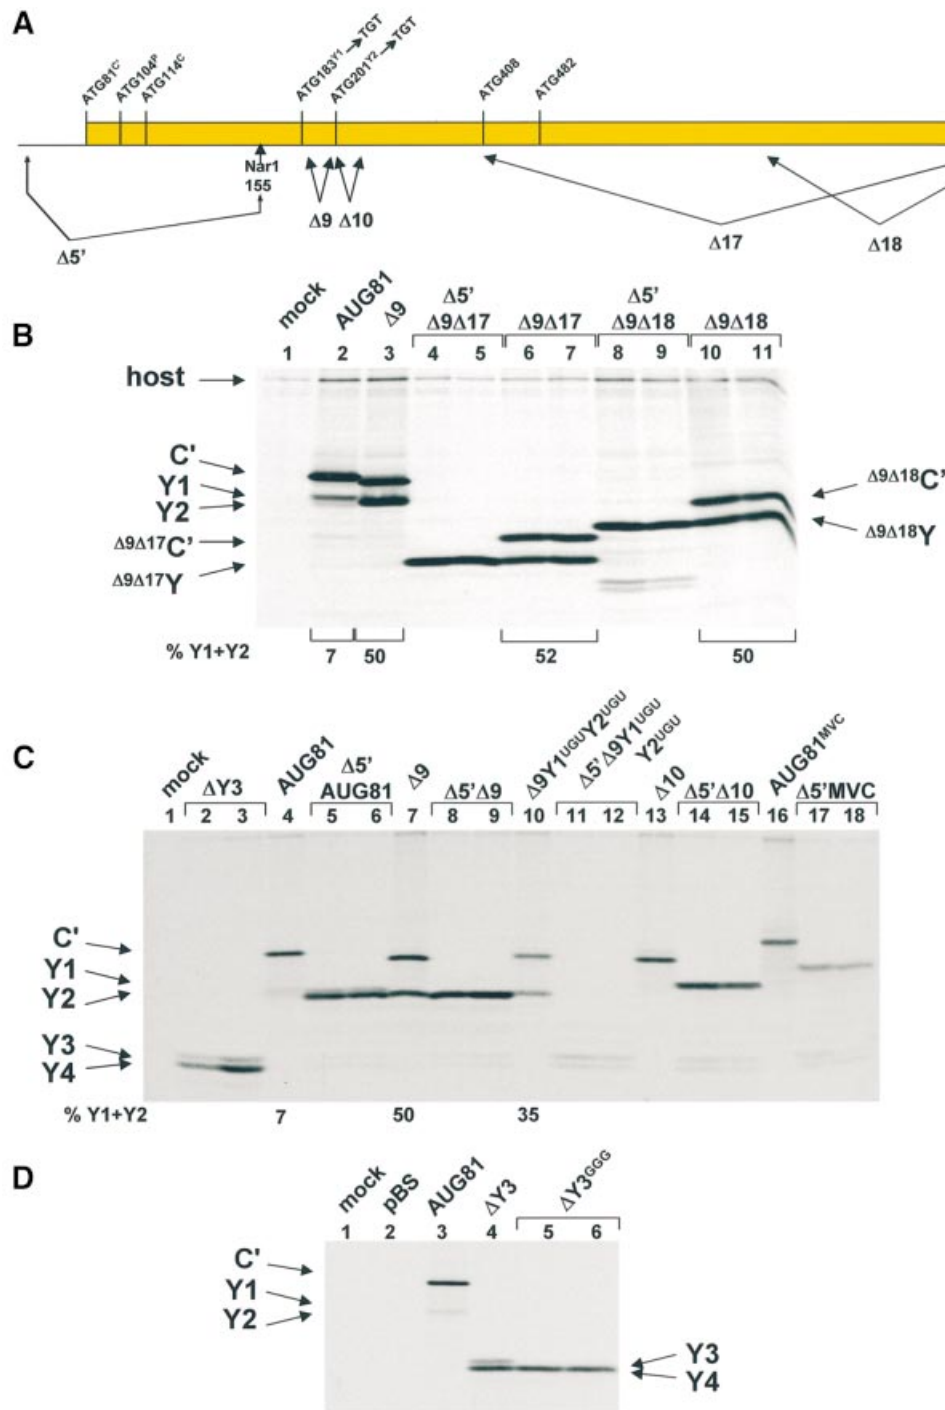 A
ATG81C' ATG104P ATG114C ATG183Y1→TGT ATG201Y2→TGT ATG408 ATG482
Nar1
155
Δ9 Δ10
Δ5' Δ17 Δ18
B
mock AUG81 Δ9 Δ5' Δ9Δ17 Δ9Δ17 Δ5' Δ9Δ18 Δ9Δ18
1 2 3 4 5 6 7 8 9 10 11
host
C'
Y1
Y2
Δ9Δ17C'
Δ9Δ17Y
Δ9Δ18C'
Δ9Δ18Y
% Y1+Y2 7 50 52 50
C
mock ΔY3 AUG81 Δ5' AUG81 Δ9 Δ5'Δ9 Δ9Y1UGUY2UGU Δ5'Δ9Y1UGU Y2UGU Δ10 Δ5'Δ10 AUG81MVC Δ5'MVC
1 2 3 4 5 6 7 8 9 10 11 12 13 14 15 16 17 18
C'
Y1
Y2
Y3
Y4
% Y1+Y2 7 50 35
D
mock pBS AUG81 ΔY3 ΔY3GGG
1 2 3 4 5 6
C'
Y1
Y2
Y3
Y4